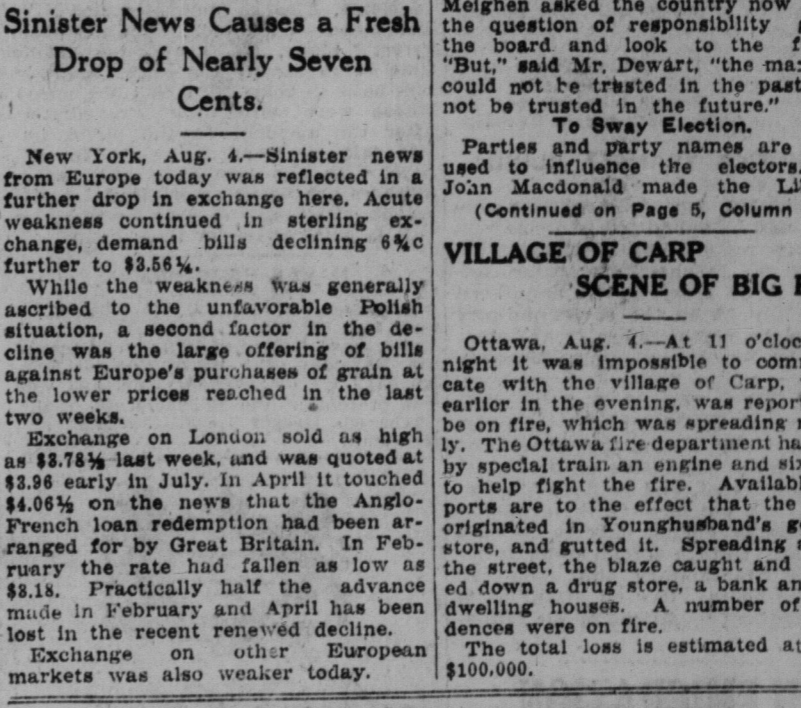 Sinister News Causes a Fresh
Drop of Nearly Seven
Cents.
New York, Aug. 4.—Sinister news
from Europe today was reflected in a
further drop in exchange here. Acute
weakness continued in sterling ex-
change, demand bills declining 6¾c
further to $3.56¼.
While the weakness was generally
ascribed to the unfavorable Polish
situation, a second factor in the de-
cline was the large offering of bills
against Europe's purchases of grain at
the lower prices reached in the last
two weeks.
Exchange on London sold as high
as $3.78½ last week, and was quoted at
$3.96 early in July. In April it touched
$4.06½ on the news that the Anglo-
French loan redemption had been ar-
ranged for by Great Britain. In Feb-
ruary the rate had fallen as low as
$3.18. Practically half the advance
made in February and April has been
lost in the recent renewed decline.
Exchange on other European
markets was also weaker today.
Meighen asked the country now
the question of responsibility
the board and look to the f
"But," said Mr. Dewart, "the ma
could not be trusted in the past
not be trusted in the future."
To Sway Election.
Parties and party names are
used to influence the electors.
John Macdonald made the Li
(Continued on Page 5, Column
VILLAGE OF CARP
SCENE OF BIG
Ottawa, Aug. 4.—At 11 o'cloc
night it was impossible to com
cate with the village of Carp,
earlier in the evening, was repor
be on fire, which was spreading
ly. The Ottawa fire department ha
by special train an engine and six
to help fight the fire. Availabl
ports are to the effect that the
originated in Younghusband's g
store, and gutted it. Spreading
the street, the blaze caught and
ed down a drug store, a bank an
dwelling houses. A number of
dences were on fire.
The total loss is estimated at
$100,000.